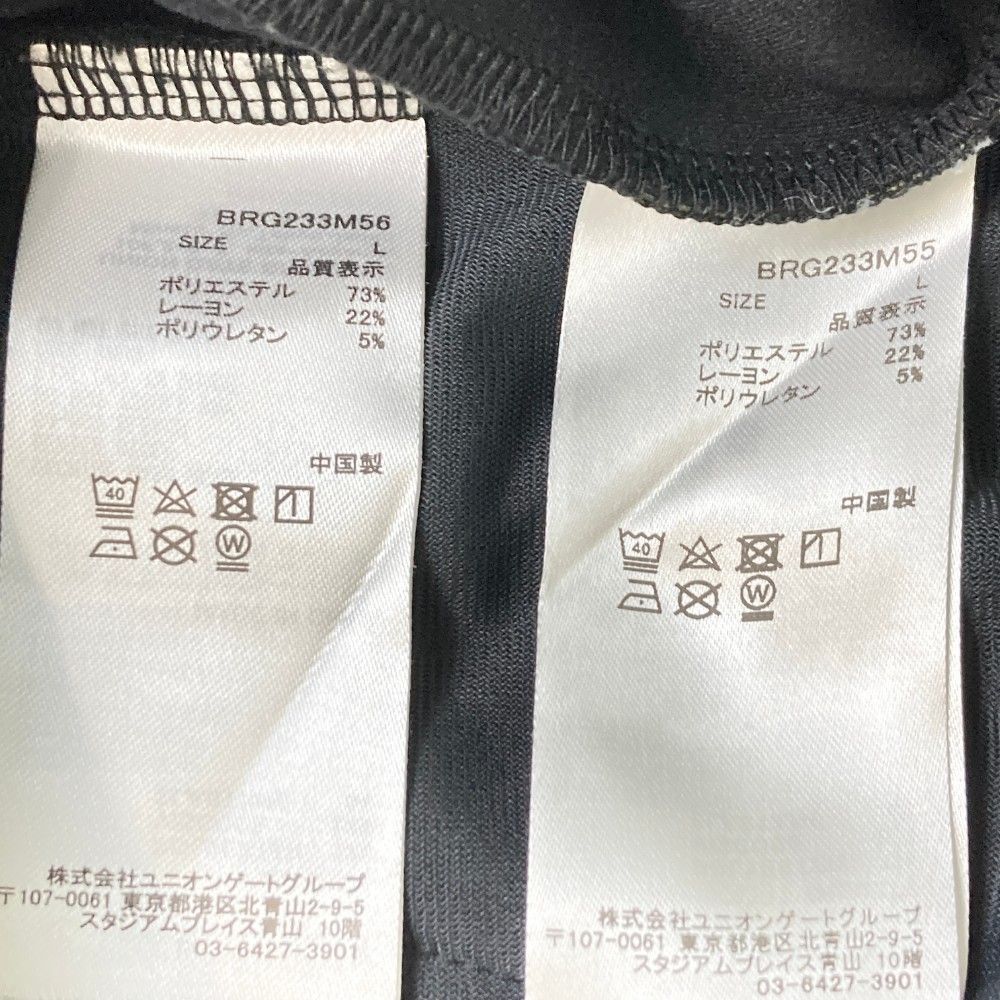 BRG233M56
SIZE L
品質表示
ポリエステル 73%
レーヨン 22%
ポリウレタン 5%
中国製
40
W
株式会社ユニオンゲートグループ
〒107-0061 東京都港区北青山2-9-5
スタジアムプレイス青山 10階
03-6427-3901
BRG233M55
SIZE L
品質表示
ポリエステル 73%
レーヨン 22%
ポリウレタン 5%
中国製
40
W
株式会社ユニオンゲートグループ
〒107-0061 東京都港区北青山2-9-5
スタジアムプレイス青山 10階
03-6427-3901